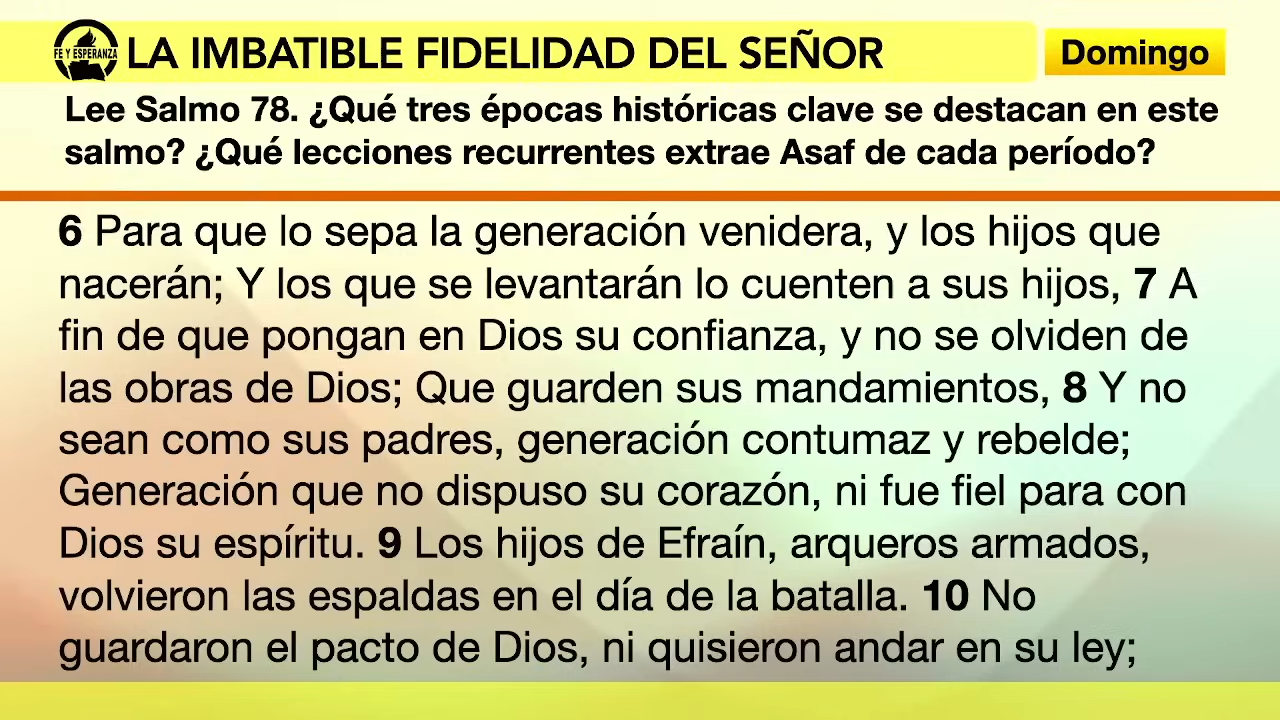 FE Y ESPERANZA
LA IMBATIBLE FIDELIDAD DEL SEÑOR
Domingo
Lee Salmo 78. ¿Qué tres épocas históricas clave se destacan en este
salmo? ¿Qué lecciones recurrentes extrae Asaf de cada período?
6 Para que lo sepa la generación venidera, y los hijos que
nacerán; Y los que se levantarán lo cuenten a sus hijos, 7 A
fin de que pongan en Dios su confianza, y no se olviden de
las obras de Dios; Que guarden sus mandamientos, 8 Y no
sean como sus padres, generación contumaz y rebelde;
Generación que no dispuso su corazón, ni fue fiel para con
Dios su espíritu. 9 Los hijos de Efraín, arqueros armados,
volvieron las espaldas en el día de la batalla. 10 No
guardaron el pacto de Dios, ni quisieron andar en su ley;